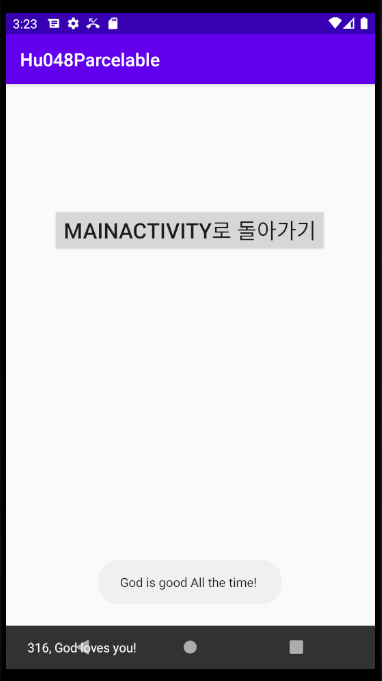 3:23
Hu048Parcelable
MAINACTIVITY로 돌아가기
God is good All the time!
316, God loves you!